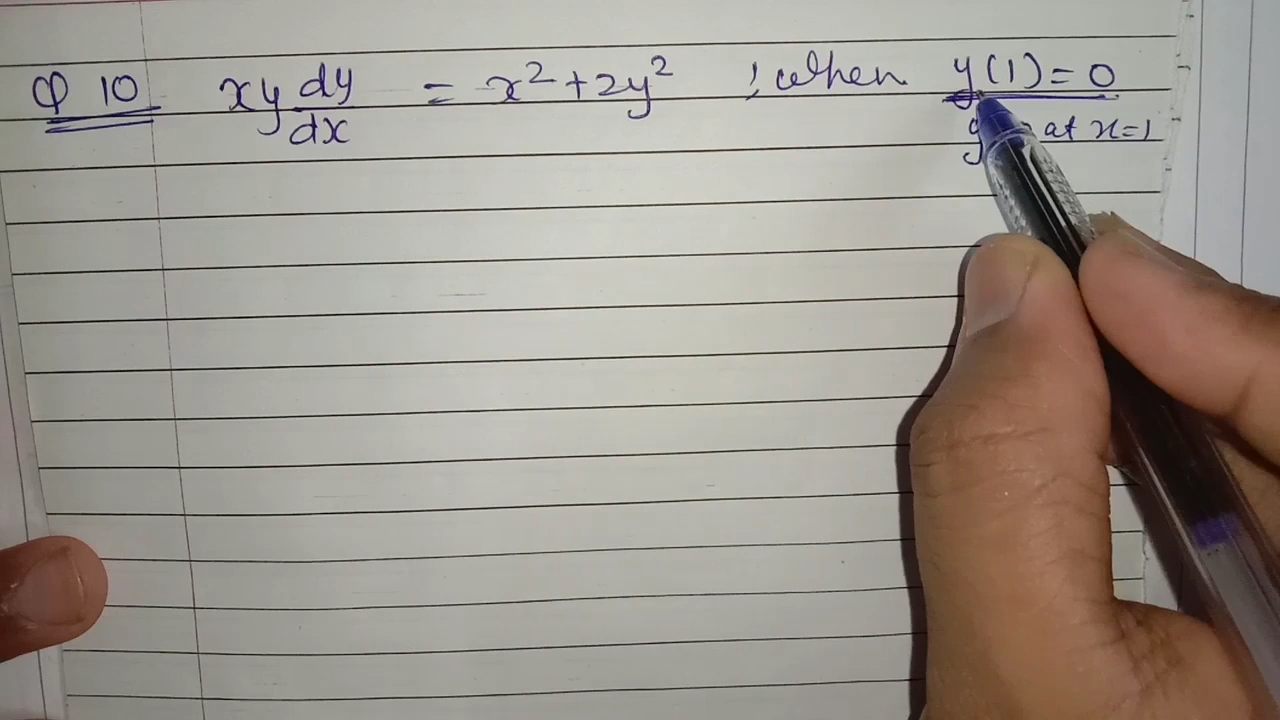 Q 10 xy dy/dx = x² + 2y² ; when y(1) = 0
at x=1